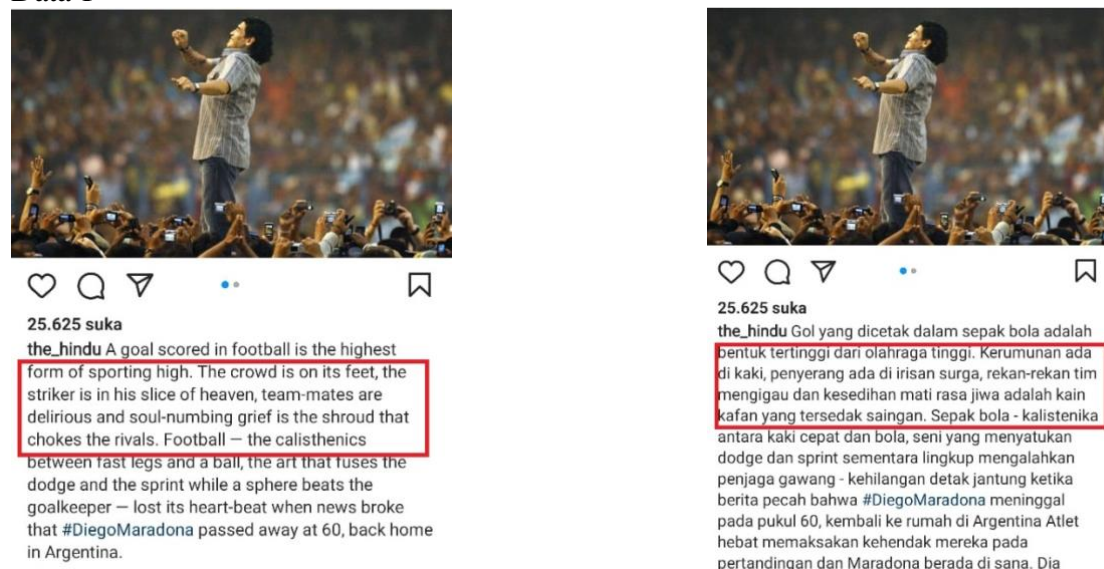 25.625 suka
the_hindu A goal scored in football is the highest
form of sporting high. The crowd is on its feet, the
striker is in his slice of heaven, team-mates are
delirious and soul-numbing grief is the shroud that
chokes the rivals. Football — the calisthenics
between fast legs and a ball, the art that fuses the
dodge and the sprint while a sphere beats the
goalkeeper — lost its heart-beat when news broke
that #DiegoMaradona passed away at 60, back home
in Argentina.
25.625 suka
the_hindu Gol yang dicetak dalam sepak bola adalah
bentuk tertinggi dari olahraga tinggi. Kerumunan ada
di kaki, penyerang ada di irisan surga, rekan-rekan tim
mengigau dan kesedihan mati rasa jiwa adalah kain
kafan yang tersedak saingan. Sepak bola - kalistenika
antara kaki cepat dan bola, seni yang menyatukan
dodge dan sprint sementara lingkup mengalahkan
penjaga gawang - kehilangan detak jantung ketika
berita pecah bahwa #DiegoMaradona meninggal
pada pukul 60, kembali ke rumah di Argentina Atlet
hebat memaksakan kehendak mereka pada
pertandingan dan Maradona berada di sana. Dia